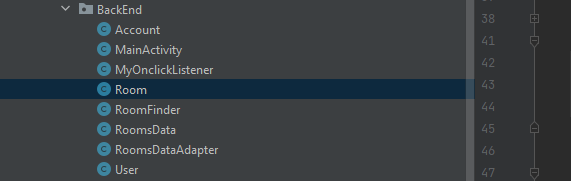 BackEnd
Account
MainActivity
MyOnclickListener
Room
RoomFinder
RoomsData
RoomsDataAdapter
User
38
41
42
43
44
45
46
47